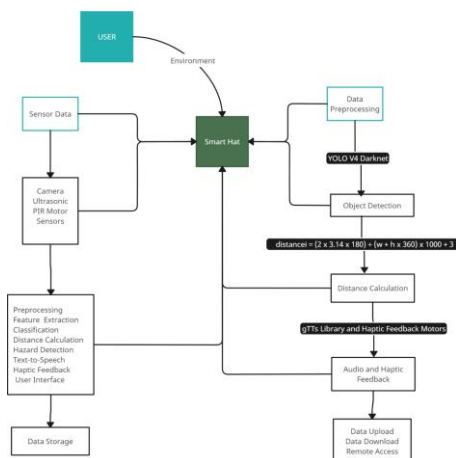 USER
Environment
Sensor Data
Smart Hat
Data
Preprocessing
YOLO V4 Darknet
Camera
Ultrasonic
PIR Motor
Sensors
Object Detection
distancei = (2 x 3.14 x 180) + (w + h x 360) x 1000 + 3
Distance Calculation
Preprocessing
Feature Extraction
Classification
Distance Calculation
Hazard Detection
Text-to-Speech
Haptic Feedback
User Interface
gTTs Library and Haptic Feedback Motors
Audio and Haptic
Feedback
Data Storage
Data Upload
Data Download
Remote Access